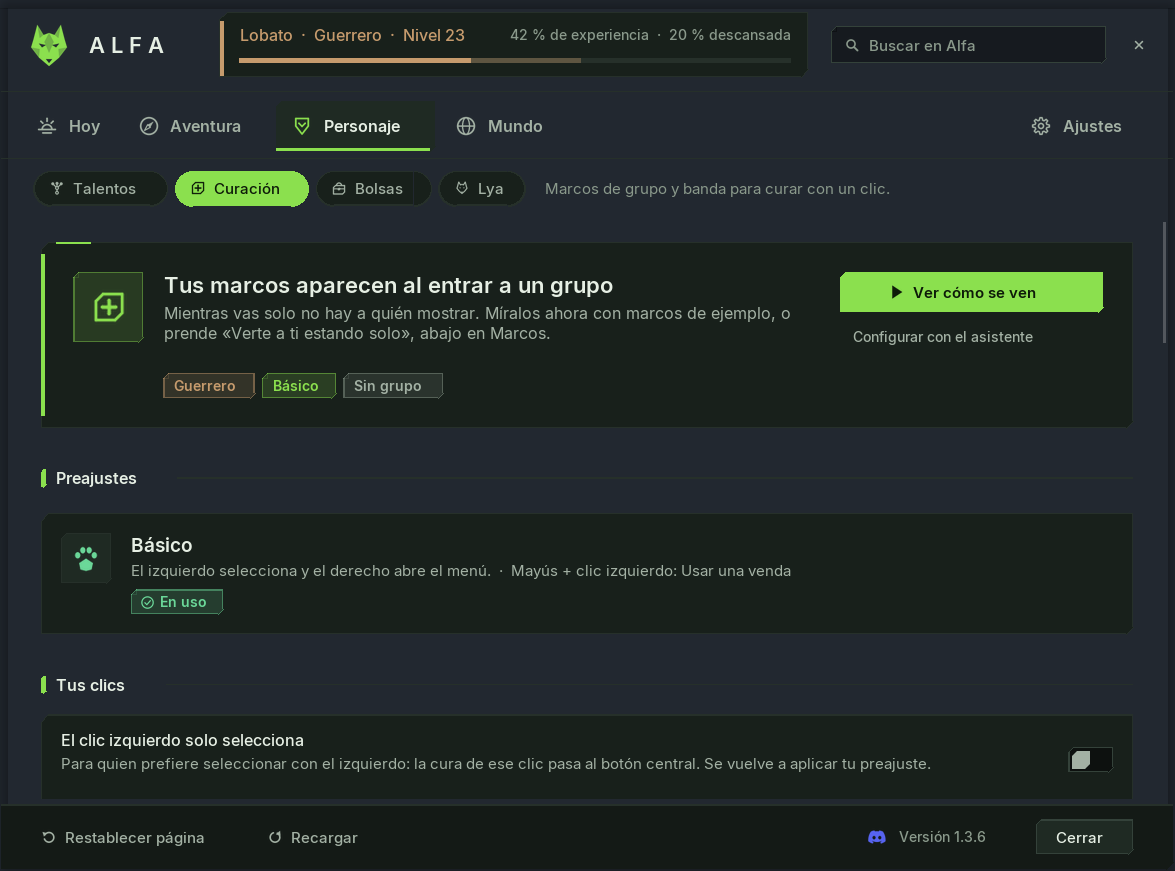 ALFA
Lobato · Guerrero · Nivel 23
42 % de experiencia · 20 % descansada
Buscar en Alfa
Hoy
Aventura
Personaje
Mundo
Ajustes
Talentos
Curación
Bolsas
Lya
Marcos de grupo y banda para curar con un clic.
Tus marcos aparecen al entrar a un grupo
Mientras vas solo no hay a quién mostrar. Míralos ahora con marcos de ejemplo, o
prende «Verte a ti estando solo», abajo en Marcos.
Ver cómo se ven
Configurar con el asistente
Guerrero
Básico
Sin grupo
Preajustes
Básico
El izquierdo selecciona y el derecho abre el menú. · Mayús + clic izquierdo: Usar una venda
En uso
Tus clics
El clic izquierdo solo selecciona
Para quien prefiere seleccionar con el izquierdo: la cura de ese clic pasa al botón central. Se vuelve a aplicar tu preajuste.
Restablecer página
Recargar
Versión 1.3.6
Cerrar